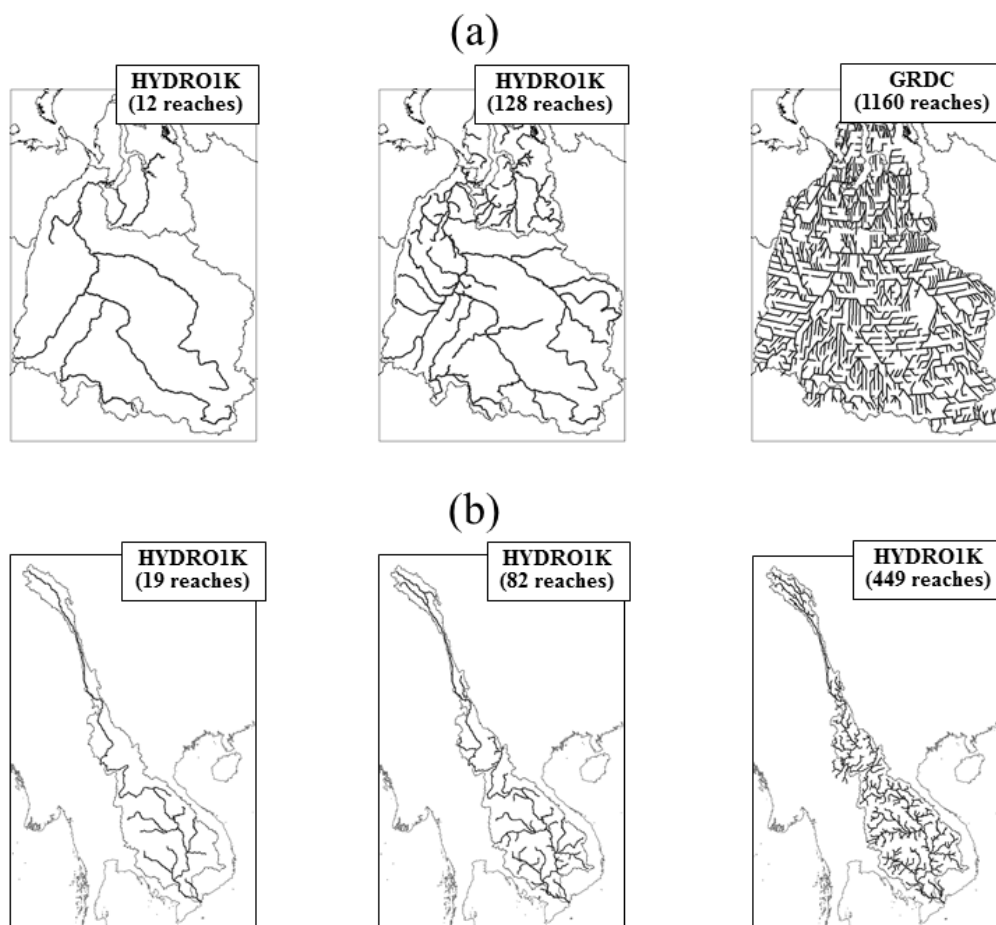 (a)
HYDRO1K
(12 reaches)
HYDRO1K
(128 reaches)
GRDC
(1160 reaches)
(b)
HYDRO1K
(19 reaches)
HYDRO1K
(82 reaches)
HYDRO1K
(449 reaches)